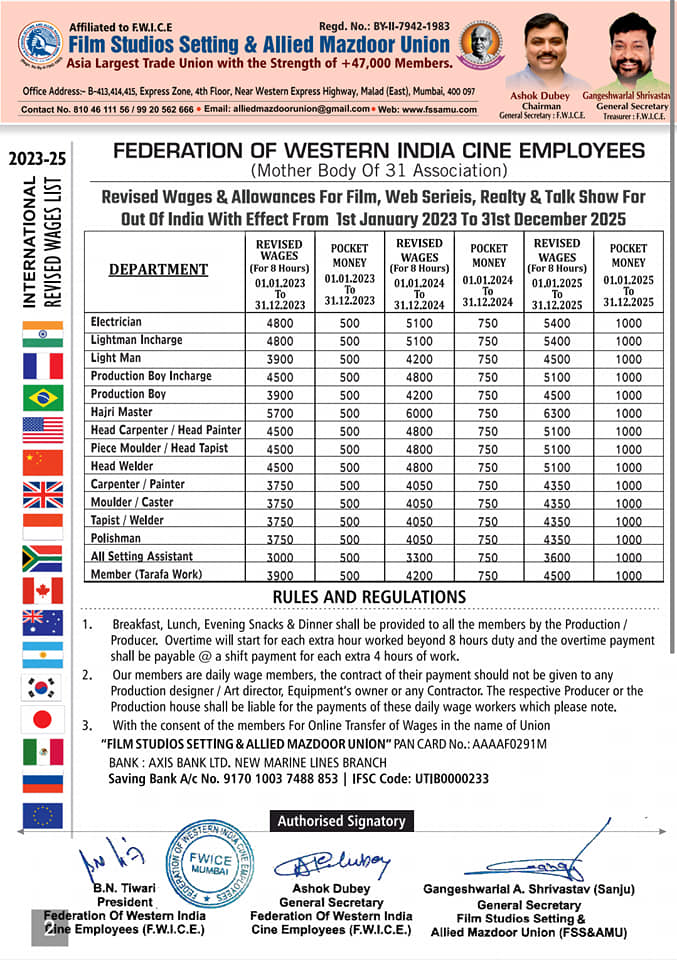 Affiliated to F.W.I.C.E
Regd. No.: BY-II-7942-1983
Film Studios Setting & Allied Mazdoor Union
Asia Largest Trade Union with the Strength of +47,000 Members.
Office Address:- B-413,414,415, Express Zone, 4th Floor, Near Western Express Highway, Malad (East), Mumbai, 400 097
Contact No. 810 46 111 56 / 99 20 562 666 • Email: alliedmazdoorunion@gmail.com • Web: www.fssamu.com
Ashok Dubey
Chairman
General Secretary : F.W.I.C.E.
Gangeshwarlal Shrivastav
General Secretary
Treasurer : F.W.I.C.E.
2023-25
INTERNATIONAL
REVISED WAGES LIST
FEDERATION OF WESTERN INDIA CINE EMPLOYEES
(Mother Body Of 31 Association)
Revised Wages & Allowances For Film, Web Serieis, Realty & Talk Show For
Out Of India With Effect From 1st January 2023 To 31st December 2025
DEPARTMENT
REVISED WAGES (For 8 Hours) 01.01.2023 To 31.12.2023
POCKET MONEY 01.01.2023 To 31.12.2023
REVISED WAGES (For 8 Hours) 01.01.2024 To 31.12.2024
POCKET MONEY 01.01.2024 To 31.12.2024
REVISED WAGES (For 8 Hours) 01.01.2025 To 31.12.2025
POCKET MONEY 01.01.2025 To 31.12.2025
Electrician 4800 500 5100 750 5400 1000
Lightman Incharge 4800 500 5100 750 5400 1000
Light Man 3900 500 4200 750 4500 1000
Production Boy Incharge 4500 500 4800 750 5100 1000
Production Boy 3900 500 4200 750 4500 1000
Hajri Master 5700 500 6000 750 6300 1000
Head Carpenter / Head Painter 4500 500 4800 750 5100 1000
Piece Moulder / Head Tapist 4500 500 4800 750 5100 1000
Head Welder 4500 500 4800 750 5100 1000
Carpenter / Painter 3750 500 4050 750 4350 1000
Moulder / Caster 3750 500 4050 750 4350 1000
Tapist / Welder 3750 500 4050 750 4350 1000
Polishman 3750 500 4050 750 4350 1000
All Setting Assistant 3000 500 3300 750 3600 1000
Member (Tarafa Work) 3900 500 4200 750 4500 1000
RULES AND REGULATIONS
1. Breakfast, Lunch, Evening Snacks & Dinner shall be provided to all the members by the Production /
Producer. Overtime will start for each extra hour worked beyond 8 hours duty and the overtime payment
shall be payable @ a shift payment for each extra 4 hours of work.
2. Our members are daily wage members, the contract of their payment should not be given to any
Production designer / Art director, Equipment's owner or any Contractor. The respective Producer or the
Production house shall be liable for the payments of these daily wage workers which please note.
3. With the consent of the members For Online Transfer of Wages in the name of Union
"FILM STUDIOS SETTING & ALLIED MAZDOOR UNION" PAN CARD No.: AAAAF0291M
BANK : AXIS BANK LTD. NEW MARINE LINES BRANCH
Saving Bank A/c No. 9170 1003 7488 853 | IFSC Code: UTIB0000233
Authorised Signatory
FEDERATION OF WESTERN INDIA CINE EMPLOYEES
FWICE
MUMBAI
B.N. Tiwari
President
Federation Of Western India
Cine Employees (F.W.I.C.E.)
Ashok Dubey
General Secretary
Federation Of Western India
Cine Employees (F.W.I.C.E.)
Gangeshwarlal A. Shrivastav (Sanju)
General Secretary
Film Studios Setting &
Allied Mazdoor Union (FSS&AMU)
2